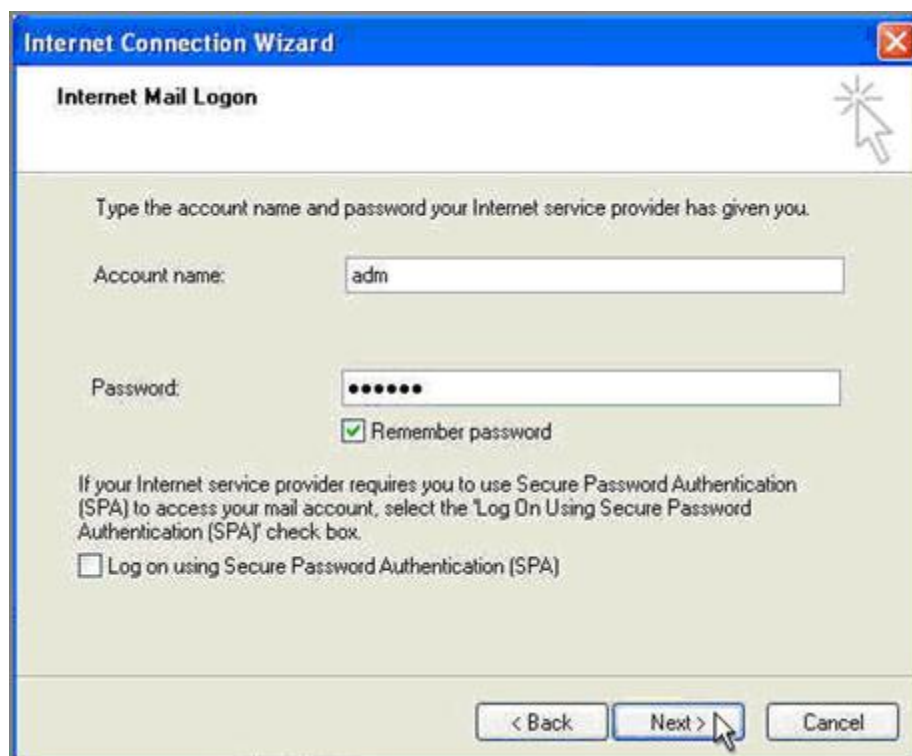 Internet Connection Wizard
Internet Mail Logon
Type the account name and password your Internet service provider has given you.
Account name: adm
Password: ••••••
Remember password
If your Internet service provider requires you to use Secure Password Authentication
(SPA) to access your mail account, select the 'Log On Using Secure Password
Authentication (SPA)' check box.
Log on using Secure Password Authentication (SPA)
< Back Next > Cancel